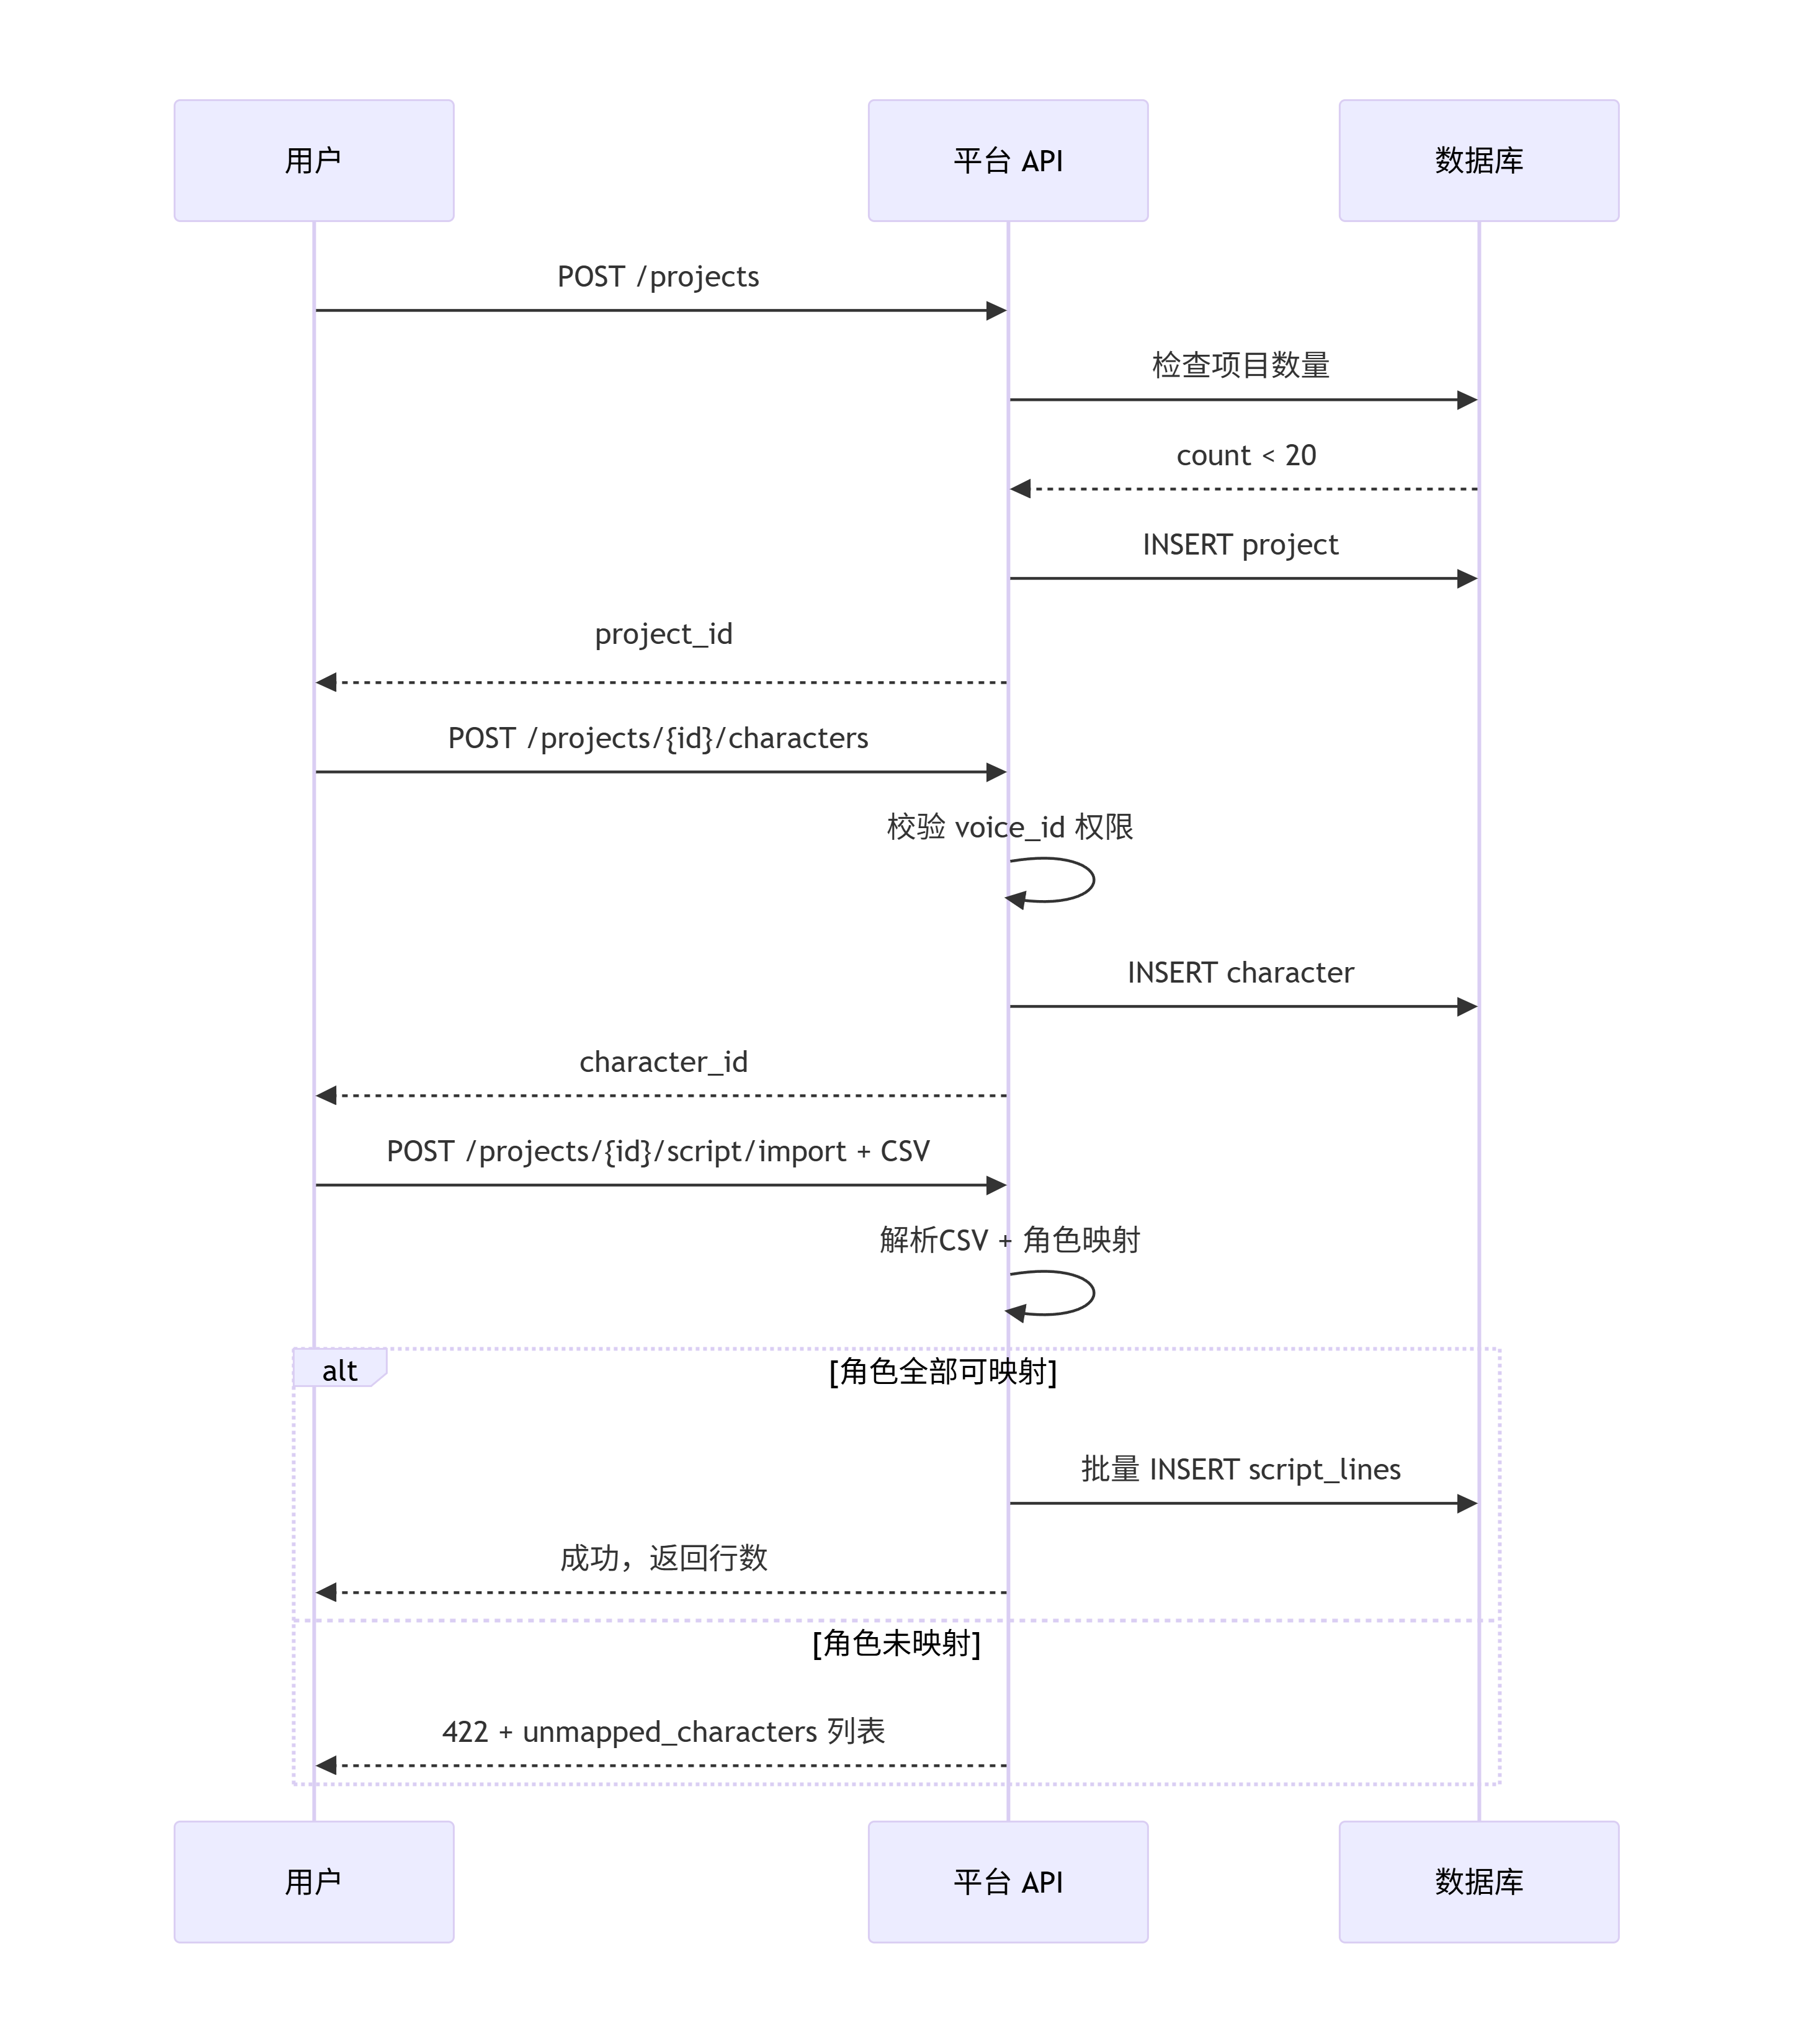 用户
平台 API
数据库
POST /projects
检查项目数量
count < 20
INSERT project
project_id
POST /projects/{id}/characters
校验 voice_id 权限
INSERT character
character_id
POST /projects/{id}/script/import + CSV
解析CSV + 角色映射
alt
[角色全部可映射]
批量 INSERT script_lines
成功，返回行数
[角色未映射]
422 + unmapped_characters 列表
用户
平台 API
数据库